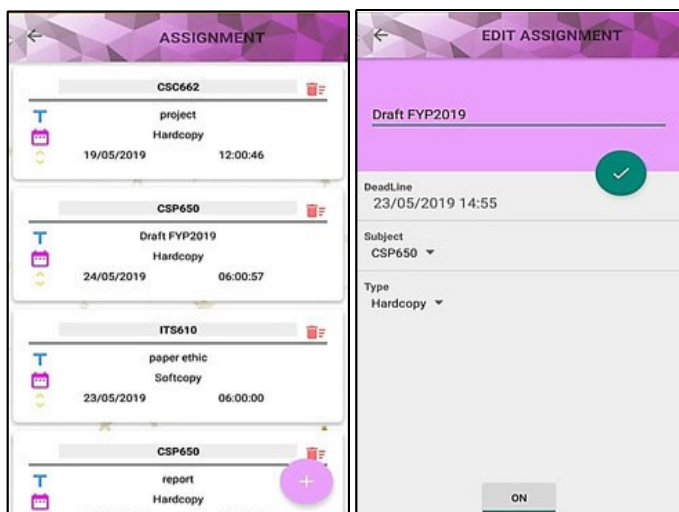 ASSIGNMENT
CSC662
project
Hardcopy
19/05/2019 12:00:46
CSP650
Draft FYP2019
Hardcopy
24/05/2019 06:00:57
ITS610
paper ethic
Softcopy
23/05/2019 06:00:00
CSP650
report
Hardcopy
EDIT ASSIGNMENT
Draft FYP2019
DeadLine
23/05/2019 14:55
Subject
CSP650
Type
Hardcopy
ON